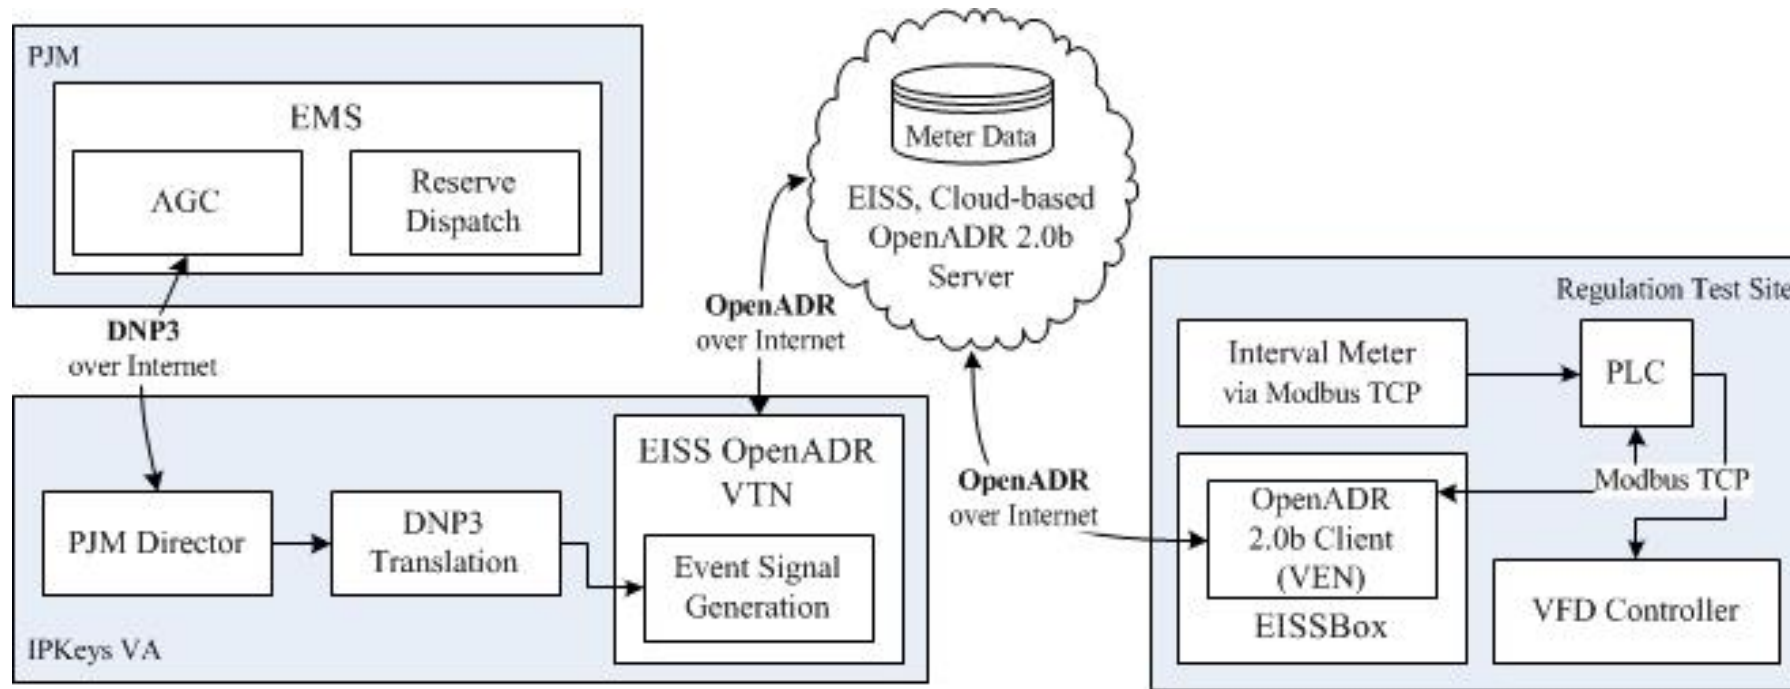 PJM
EMS
AGC
Reserve
Dispatch
DNP3
over Internet
Meter Data
EISS, Cloud-based
OpenADR 2.0b
Server
OpenADR
over Internet
IPKeys VA
PJM Director
DNP3
Translation
EISS OpenADR
VTN
Event Signal
Generation
OpenADR
over Internet
Regulation Test Site
Interval Meter
via Modbus TCP
PLC
Modbus TCP
OpenADR
2.0b Client
(VEN)
EISSBox
VFD Controller